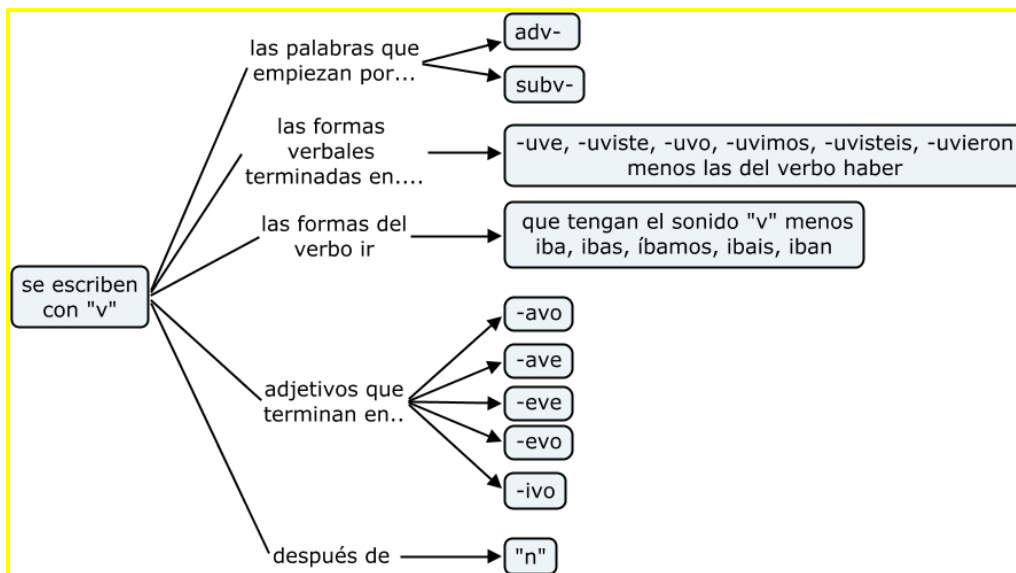 se escriben
con "v"
las palabras que
empiezan por...
adv-
subv-
las formas
verbales
terminadas en....
-uve, -uviste, -uvo, -uvimos, -uvisteis, -uvieron
menos las del verbo haber
las formas del
verbo ir
que tengan el sonido "v" menos
iba, ibas, íbamos, ibais, iban
adjetivos que
terminan en..
-avo
-ave
-eve
-evo
-ivo
después de
"n"